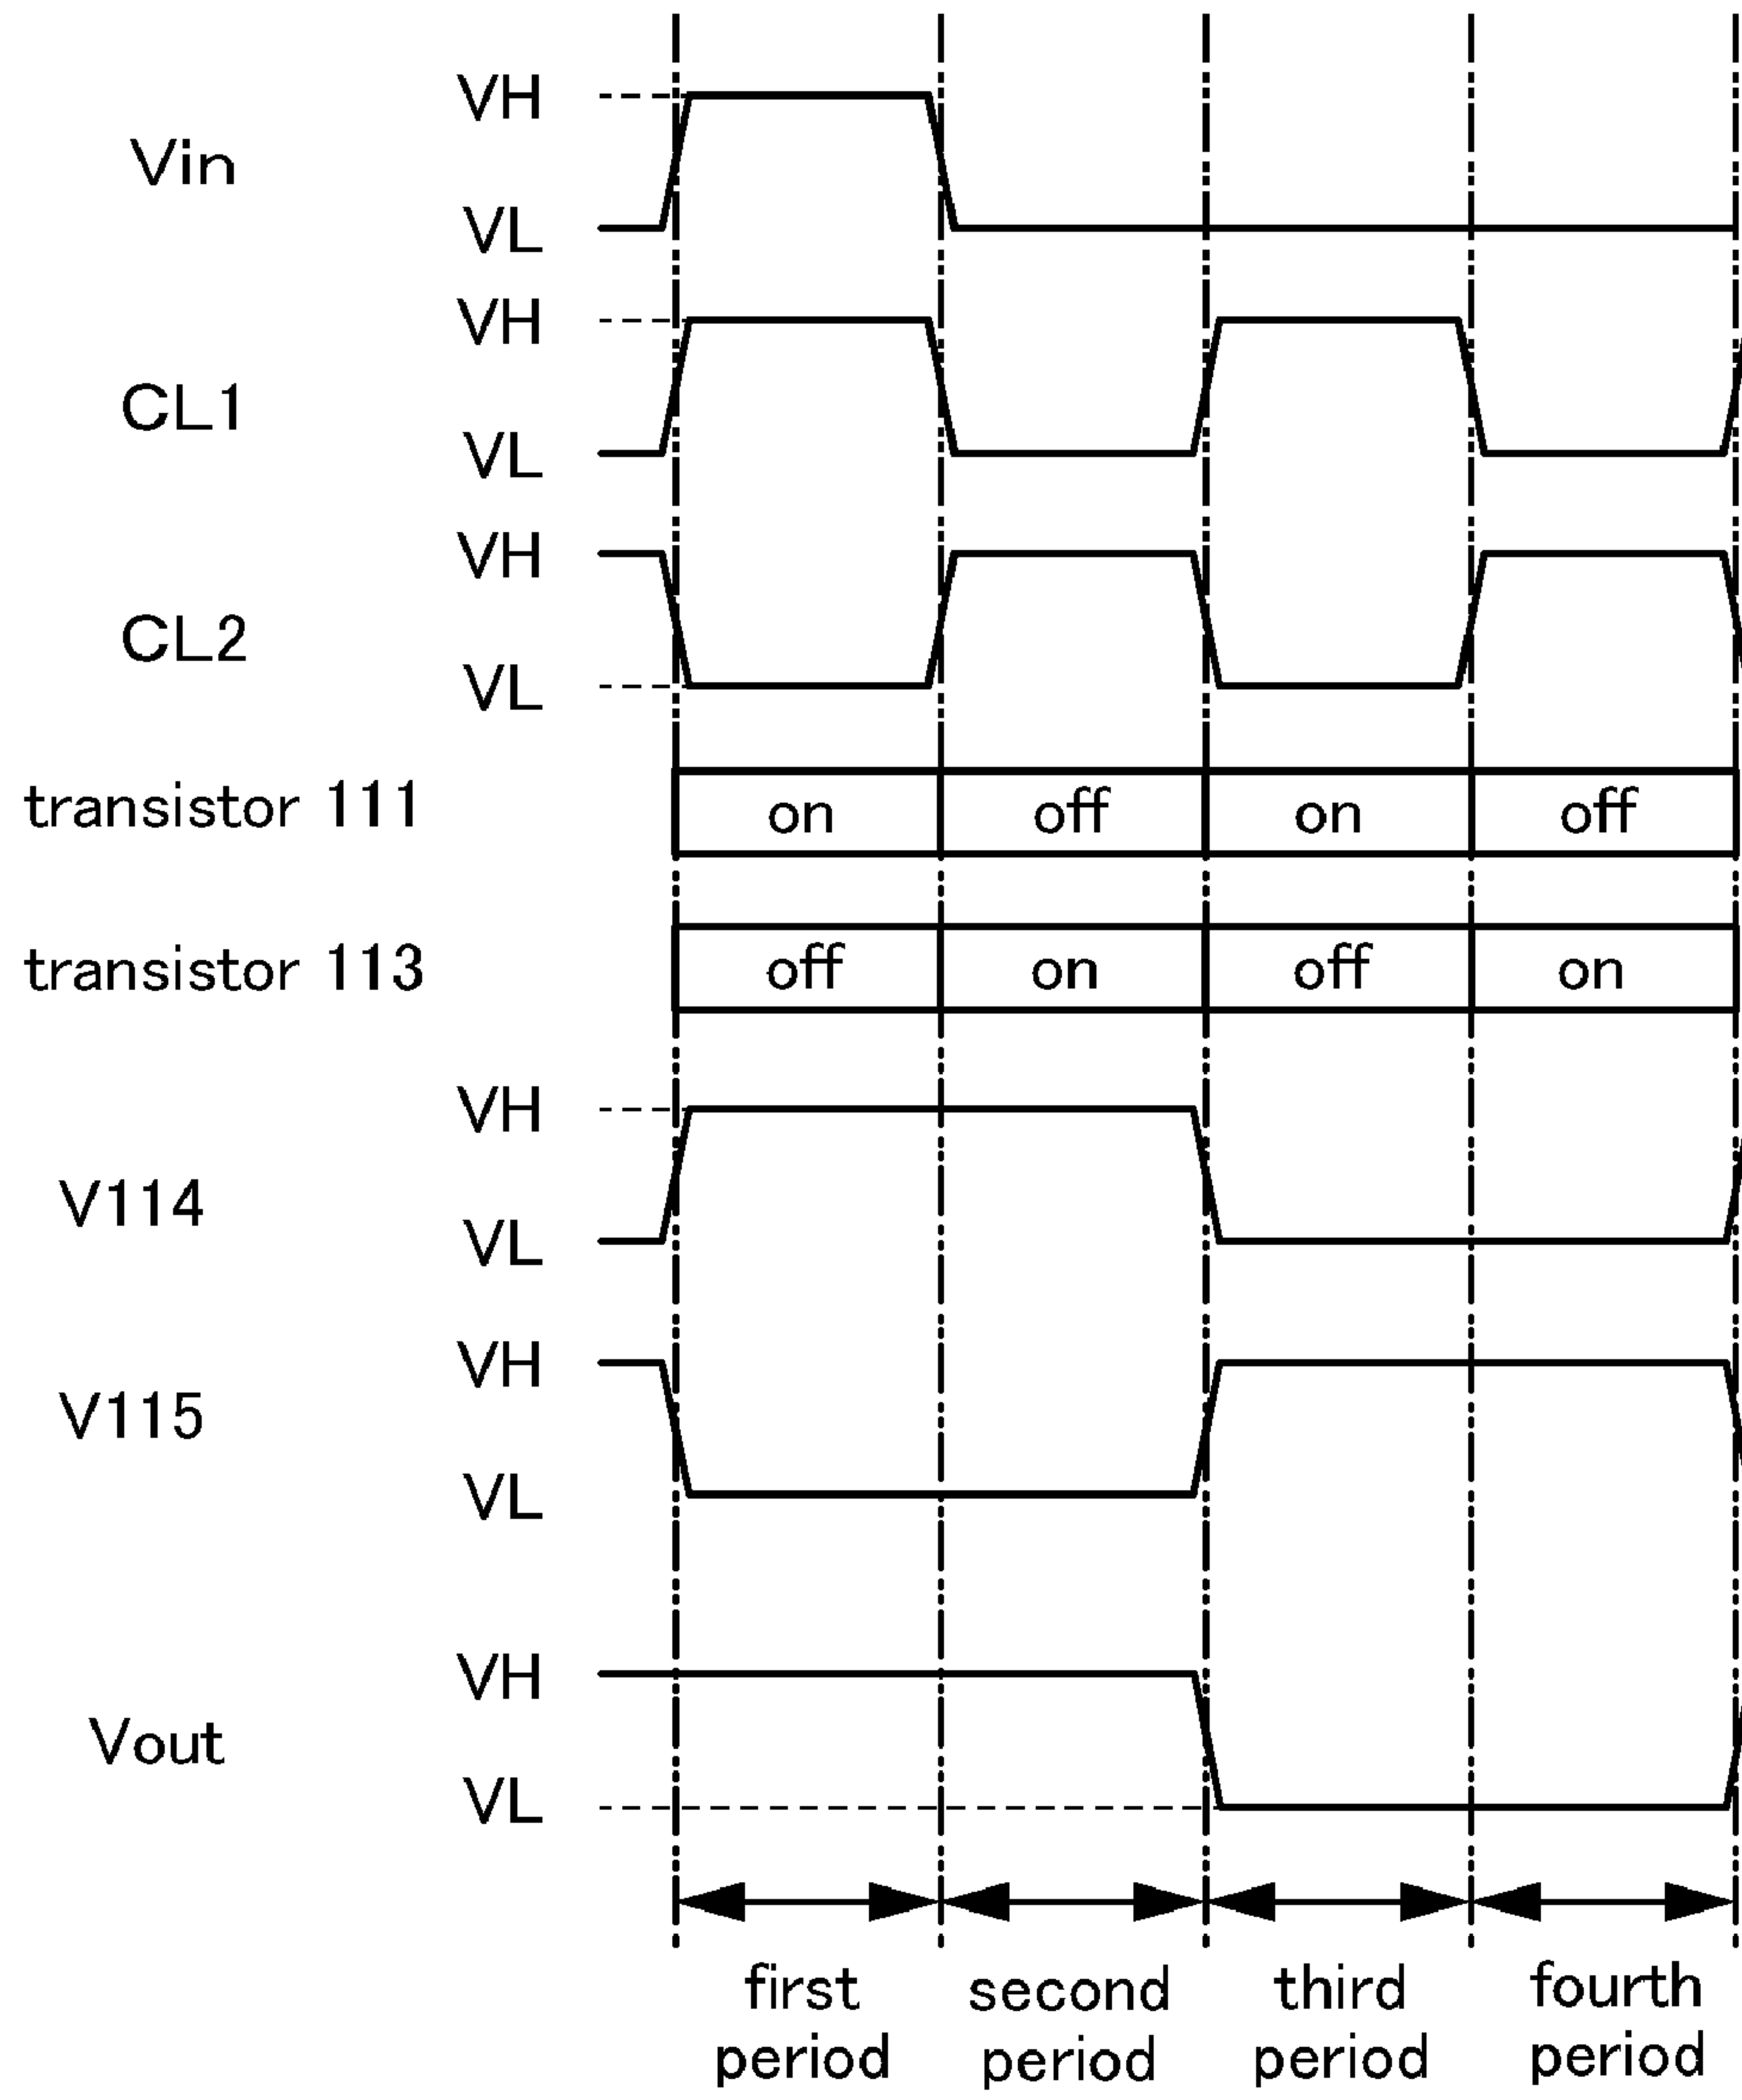 VH
Vin
VL
VH
CL1
VL
VH
CL2
VL
transistor 111 on off on off
transistor 113 off on off on
VH
V114
VL
VH
V115
VL
VH
Vout
VL
first second third fourth
period period period period